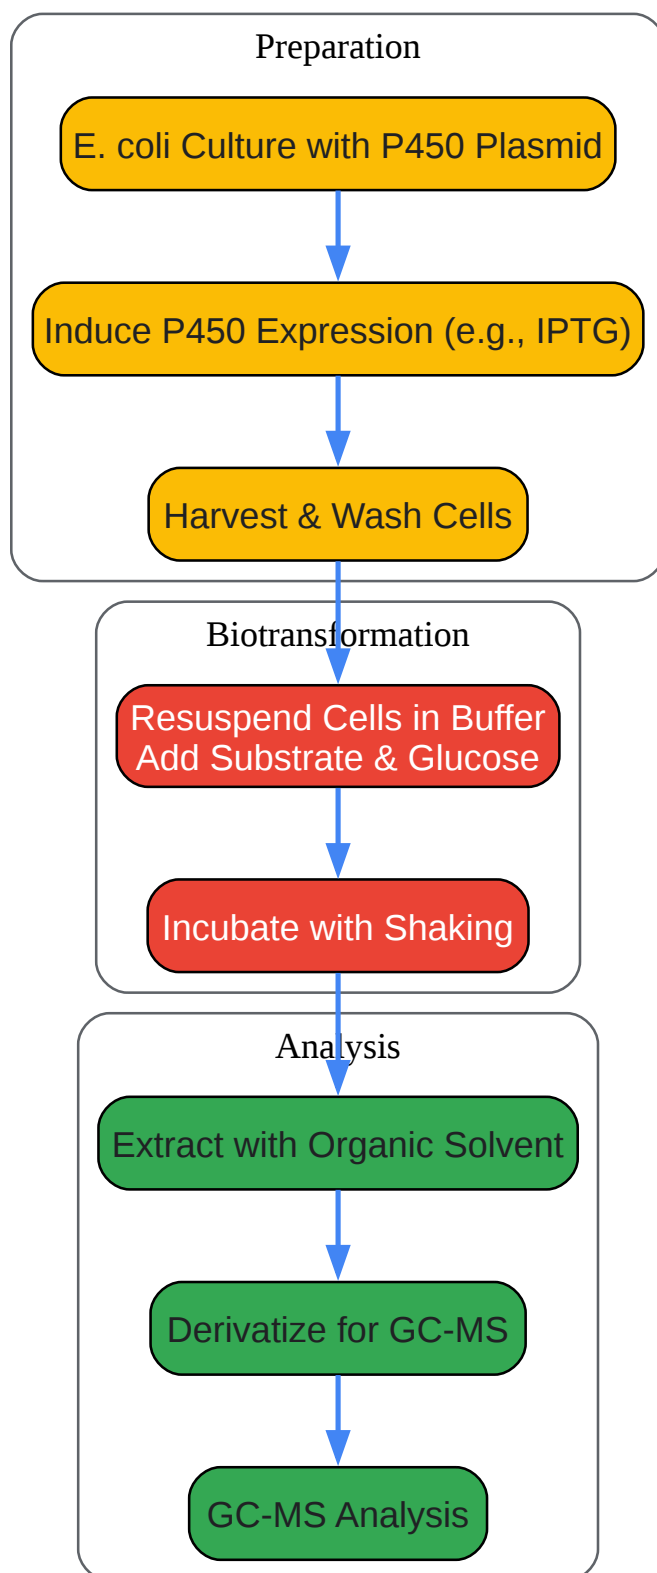 Preparation
E. coli Culture with P450 Plasmid
Induce P450 Expression (e.g., IPTG)
Harvest & Wash Cells
Biotransformation
Resuspend Cells in Buffer
Add Substrate & Glucose
Incubate with Shaking
Analysis
Extract with Organic Solvent
Derivatize for GC-MS
GC-MS Analysis